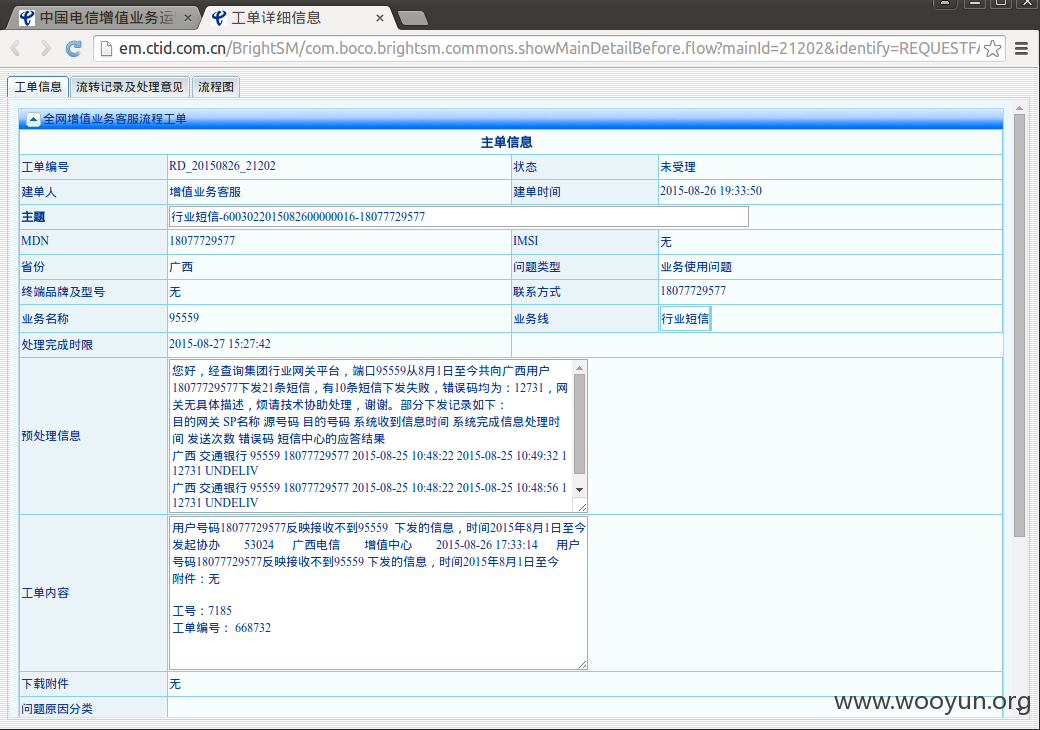 中国电信增值业务运
工单详细信息
em.ctid.com.cn/BrightSM/com.boco.brightsm.commons.showMainDetailBefore.flow?mainId=21202&identify=REQUESTFA
工单信息 流转记录及处理意见 流程图
全网增值业务客服流程工单
主单信息
工单编号 RD_20150826_21202 状态 未受理
建单人 增值业务客服 建单时间 2015-08-26 19:33:50
主题 行业短信-6003022015082600000016-18077729577
MDN 18077729577 IMSI 无
省份 广西 问题类型 业务使用问题
终端品牌及型号 无 联系方式 18077729577
业务名称 95559 业务线 行业短信
处理完成时限 2015-08-27 15:27:42
预处理信息
您好，经查询集团行业网关平台，端口95559从8月1日至今共向广西用户
18077729577下发21条短信，有10条短信下发失败，错误码均为：12731，网
关无具体描述，烦请技术协助处理，谢谢。部分下发记录如下：
目的网关 SP名称 源号码 目的号码 系统收到信息时间 系统完成信息处理时
间 发送次数 错误码 短信中心的应答结果
广西 交通银行 95559 18077729577 2015-08-25 10:48:22 2015-08-25 10:49:32 1
12731 UNDELIV
广西 交通银行 95559 18077729577 2015-08-25 10:48:22 2015-08-25 10:48:56 1
12731 UNDELIV
工单内容
用户号码18077729577反映接收不到95559 下发的信息，时间2015年8月1日至今
发起协办 53024 广西电信 增值中心 2015-08-26 17:33:14 用户
号码18077729577反映接收不到95559 下发的信息，时间2015年8月1日至今
附件：无
工号：7185
工单编号： 668732
下载附件 无
问题原因分类
www.wooyun.org